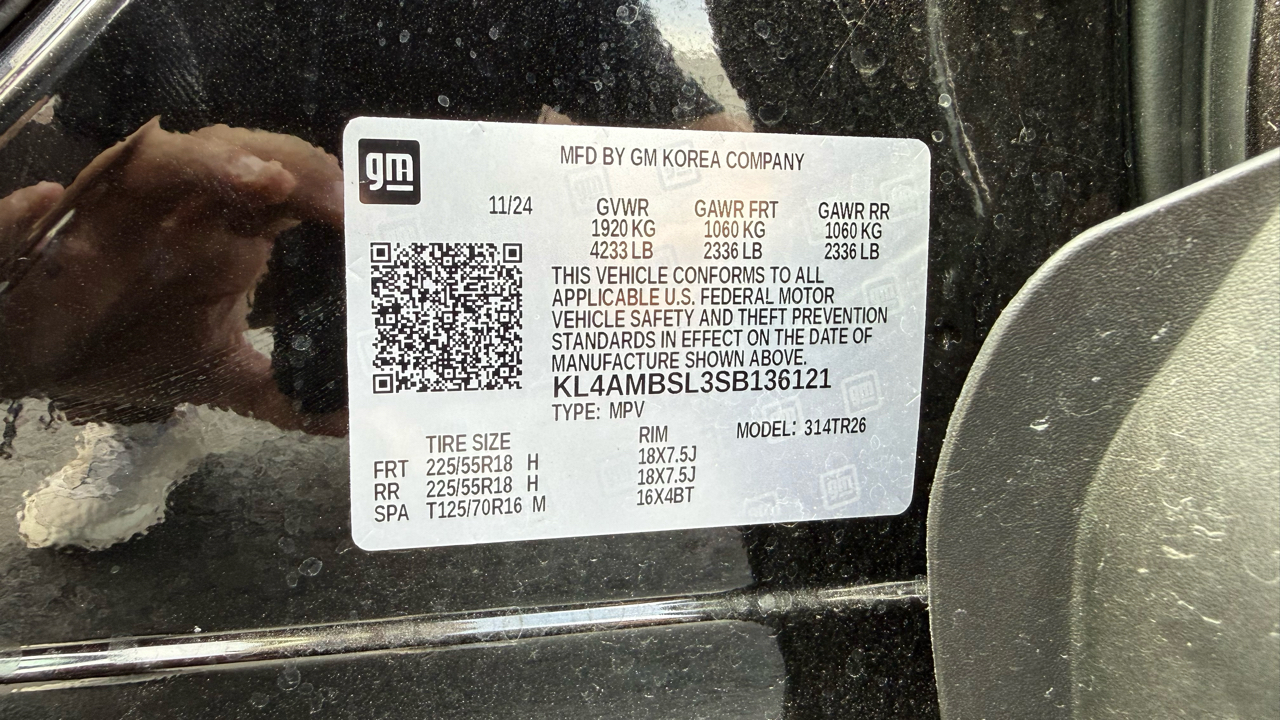 gm
MFD BY GM KOREA COMPANY
11/24 GVWR GAWR FRT GAWR RR
1920 KG 1060 KG 1060 KG
4233 LB 2336 LB 2336 LB
THIS VEHICLE CONFORMS TO ALL
APPLICABLE U.S. FEDERAL MOTOR
VEHICLE SAFETY AND THEFT PREVENTION
STANDARDS IN EFFECT ON THE DATE OF
MANUFACTURE SHOWN ABOVE.
KL4AMBSL3SB136121
TYPE: MPV
MODEL: 314TR26
TIRE SIZE RIM
FRT 225/55R18 H 18X7.5J
RR 225/55R18 H 18X7.5J
SPA T125/70R16 M 16X4BT